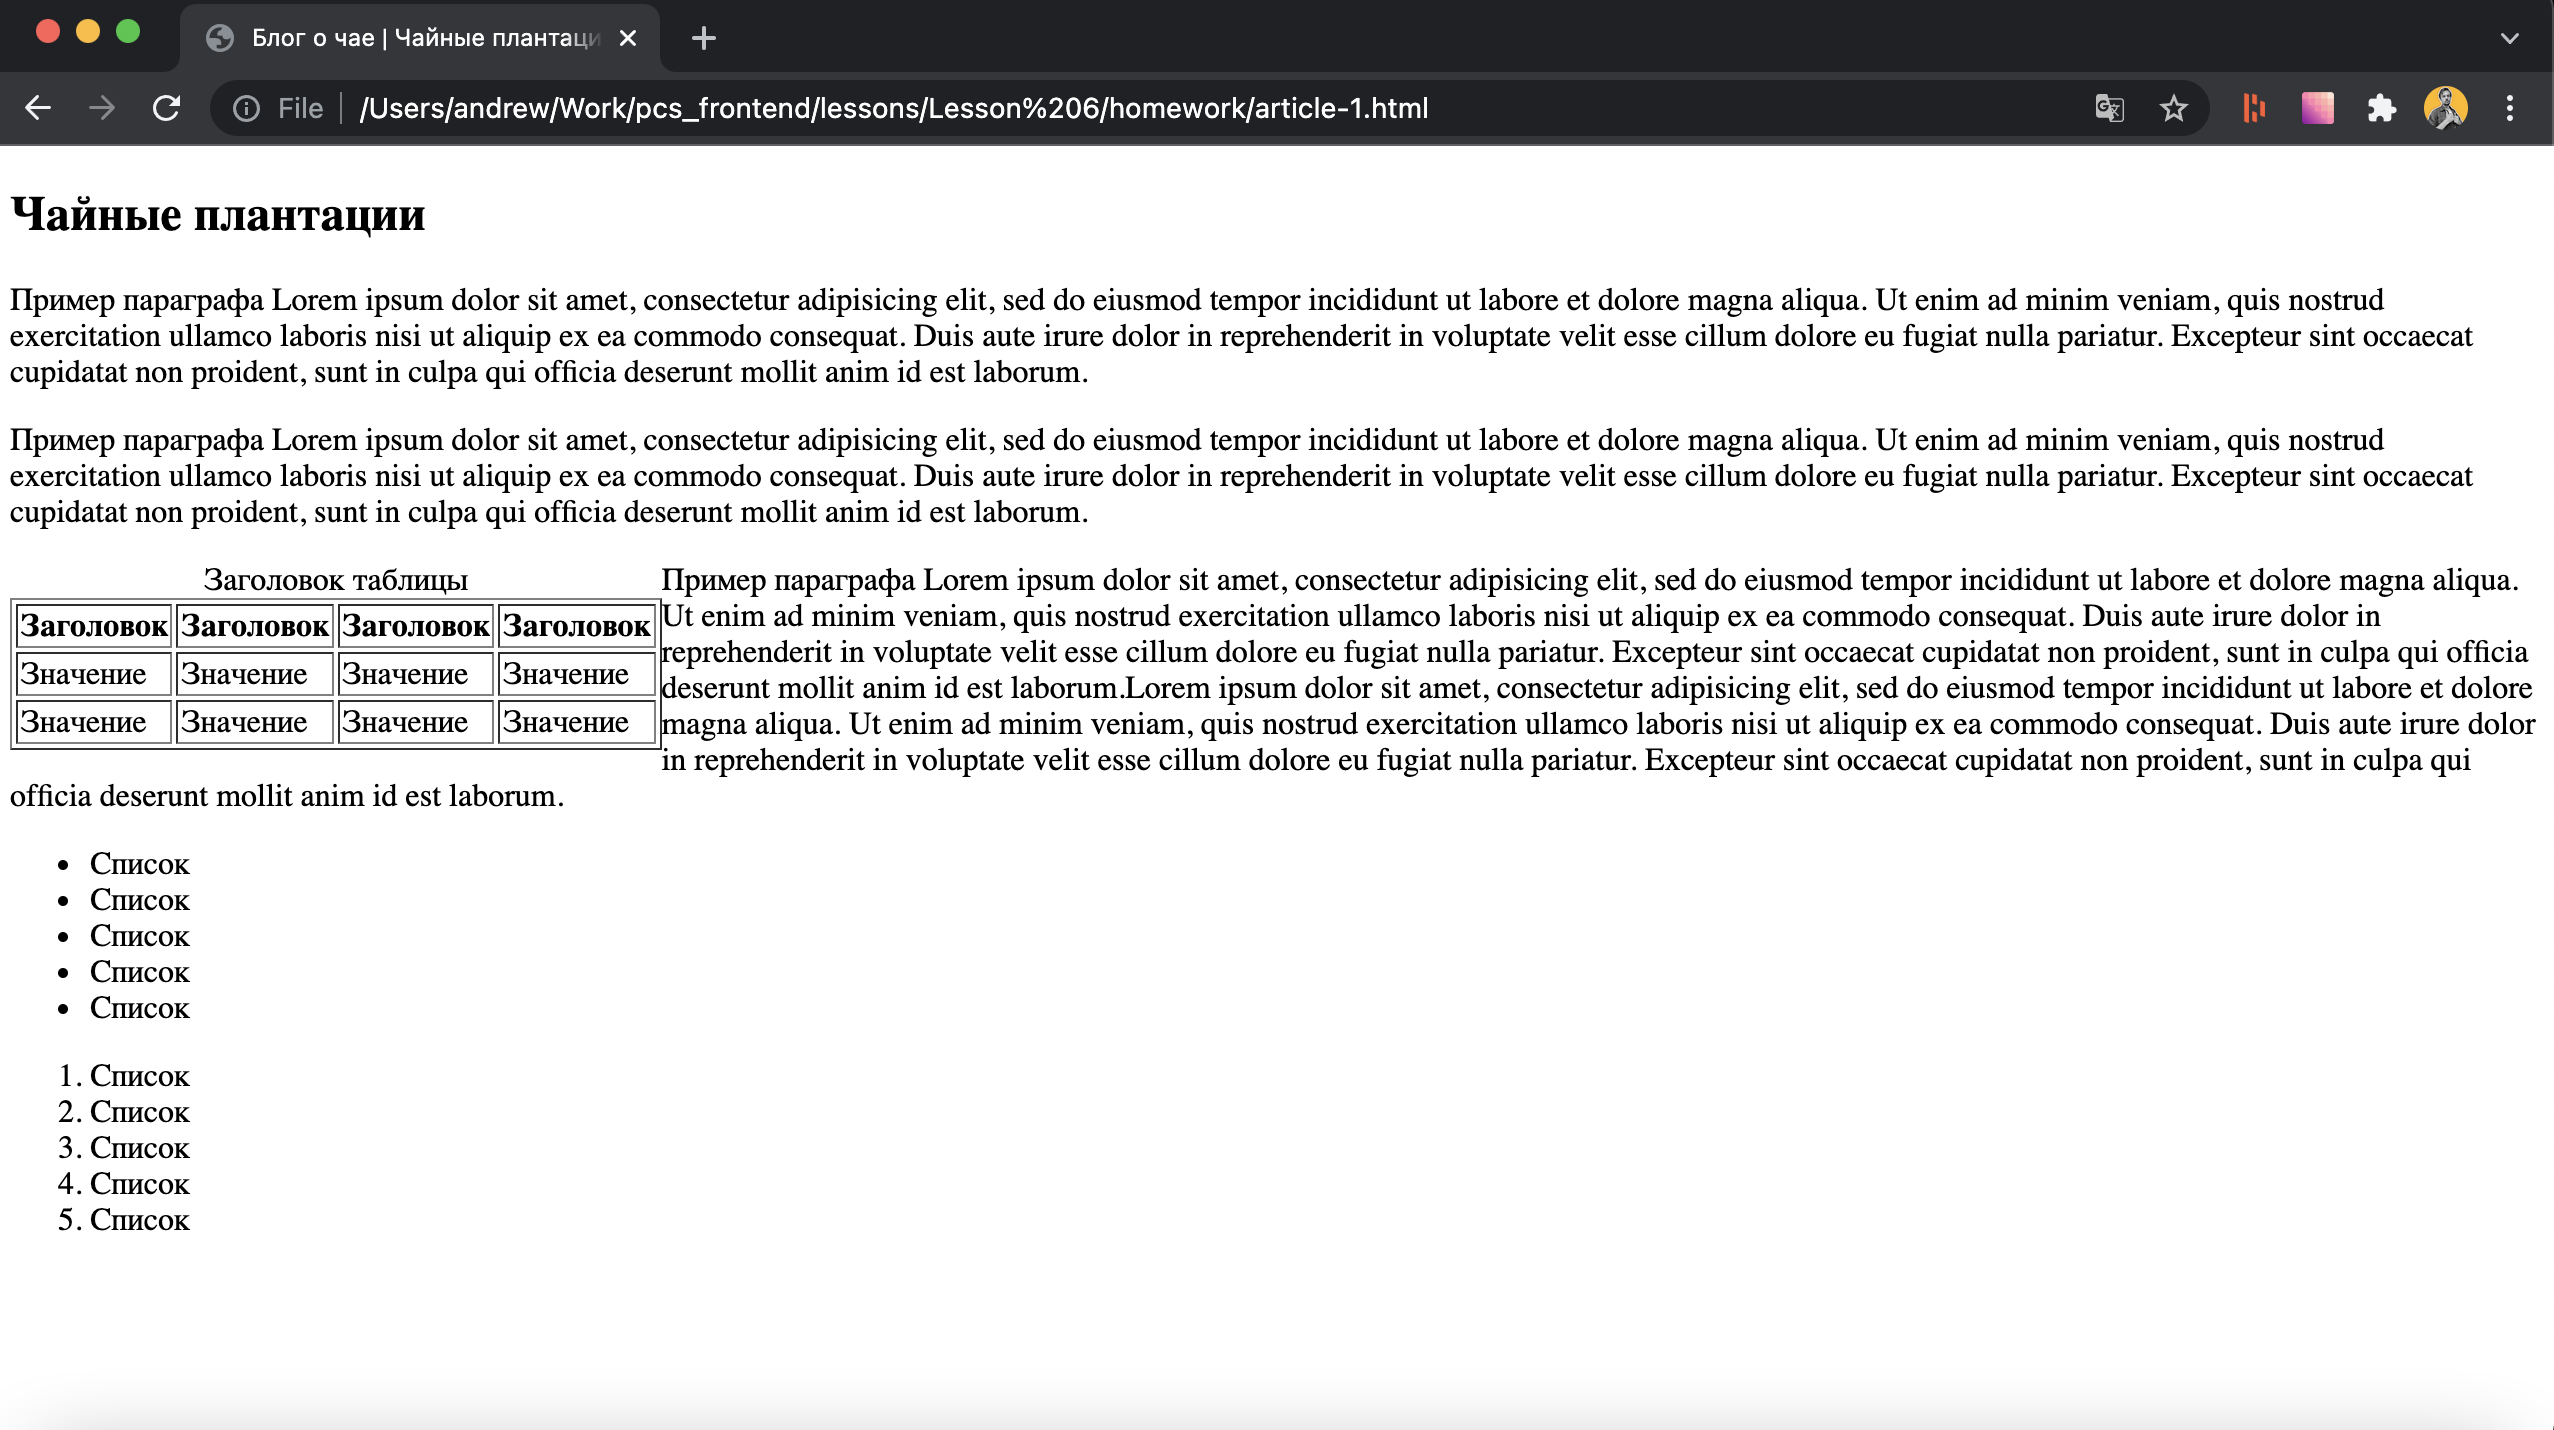 Блог о чае | Чайные плантаци
File /Users/andrew/Work/pcs_frontend/lessons/Lesson%206/homework/article-1.html
Чайные плантации
Пример параграфа Lorem ipsum dolor sit amet, consectetur adipisicing elit, sed do eiusmod tempor incididunt ut labore et dolore magna aliqua. Ut enim ad minim veniam, quis nostrud
exercitation ullamco laboris nisi ut aliquip ex ea commodo consequat. Duis aute irure dolor in reprehenderit in voluptate velit esse cillum dolore eu fugiat nulla pariatur. Excepteur sint occaecat
cupidatat non proident, sunt in culpa qui officia deserunt mollit anim id est laborum.
Пример параграфа Lorem ipsum dolor sit amet, consectetur adipisicing elit, sed do eiusmod tempor incididunt ut labore et dolore magna aliqua. Ut enim ad minim veniam, quis nostrud
exercitation ullamco laboris nisi ut aliquip ex ea commodo consequat. Duis aute irure dolor in reprehenderit in voluptate velit esse cillum dolore eu fugiat nulla pariatur. Excepteur sint occaecat
cupidatat non proident, sunt in culpa qui officia deserunt mollit anim id est laborum.
Заголовок таблицы
Заголовок Заголовок Заголовок Заголовок
Значение Значение Значение Значение
Значение Значение Значение Значение
Пример параграфа Lorem ipsum dolor sit amet, consectetur adipisicing elit, sed do eiusmod tempor incididunt ut labore et dolore magna aliqua.
Ut enim ad minim veniam, quis nostrud exercitation ullamco laboris nisi ut aliquip ex ea commodo consequat. Duis aute irure dolor in
reprehenderit in voluptate velit esse cillum dolore eu fugiat nulla pariatur. Excepteur sint occaecat cupidatat non proident, sunt in culpa qui officia
deserunt mollit anim id est laborum.Lorem ipsum dolor sit amet, consectetur adipisicing elit, sed do eiusmod tempor incididunt ut labore et dolore
magna aliqua. Ut enim ad minim veniam, quis nostrud exercitation ullamco laboris nisi ut aliquip ex ea commodo consequat. Duis aute irure dolor
in reprehenderit in voluptate velit esse cillum dolore eu fugiat nulla pariatur. Excepteur sint occaecat cupidatat non proident, sunt in culpa qui
officia deserunt mollit anim id est laborum.
• Список
• Список
• Список
• Список
• Список
1. Список
2. Список
3. Список
4. Список
5. Список